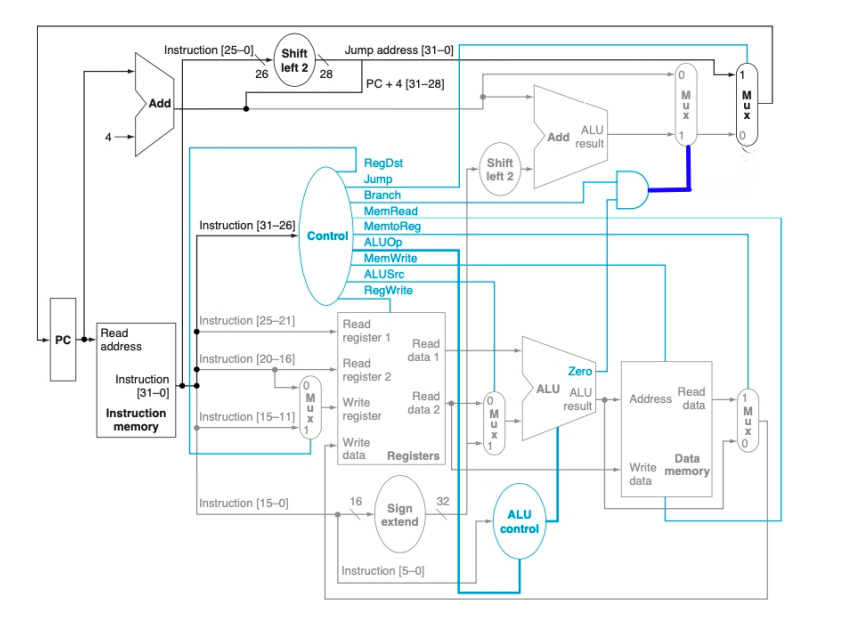 Instruction [25–0]
Shift
left 2
Jump address [31–0]
26
28
PC + 4 [31–28]
Add
4
0
M
u
x
1
1
M
u
x
0
Add
ALU
result
Shift
left 2
RegDst
Jump
Branch
MemRead
MemtoReg
ALUOp
MemWrite
ALUSrc
RegWrite
Instruction [31–26]
Control
PC
Read
address
Instruction
[31–0]
Instruction
memory
Instruction [25–21]
Instruction [20–16]
Instruction [15–11]
0
M
u
x
1
Read
register 1
Read
register 2
Write
register
Write
data
Read
data 1
Read
data 2
Registers
0
M
u
x
1
Zero
ALU
ALU
result
Address
Read
data
Write
data
Data
memory
1
M
u
x
0
Instruction [15–0]
16
Sign
extend
32
ALU
control
Instruction [5–0]